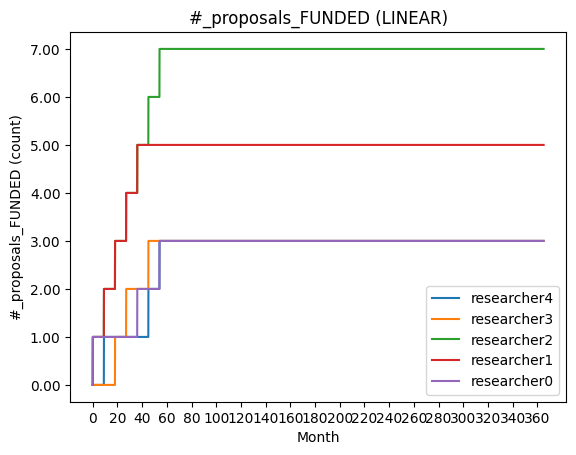 #_proposals_FUNDED (LINEAR)
7.00
6.00
5.00
4.00
3.00
2.00
1.00
0.00
#_proposals_FUNDED (count)
0 20 40 60 80 100 120 140 160 180 200 220 240 260 280 300 320 340 360
Month
researcher4
researcher3
researcher2
researcher1
researcher0